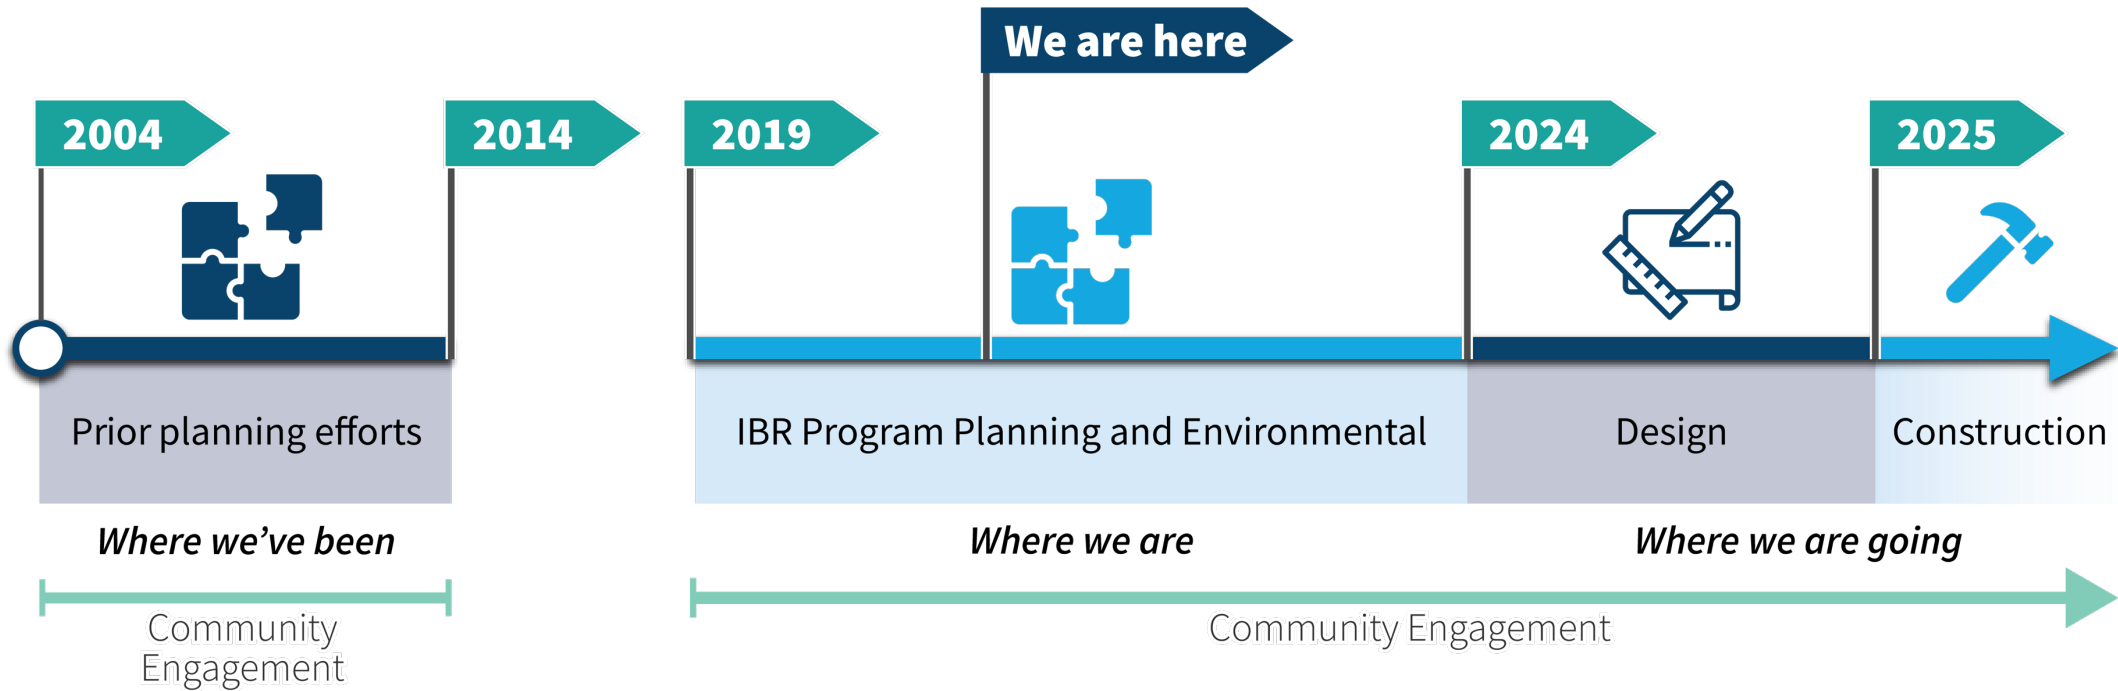 We are here
2004
2014
2019
2024
2025
Prior planning efforts
IBR Program Planning and Environmental
Design
Construction
Where we've been
Where we are
Where we are going
Community
Engagement
Community Engagement